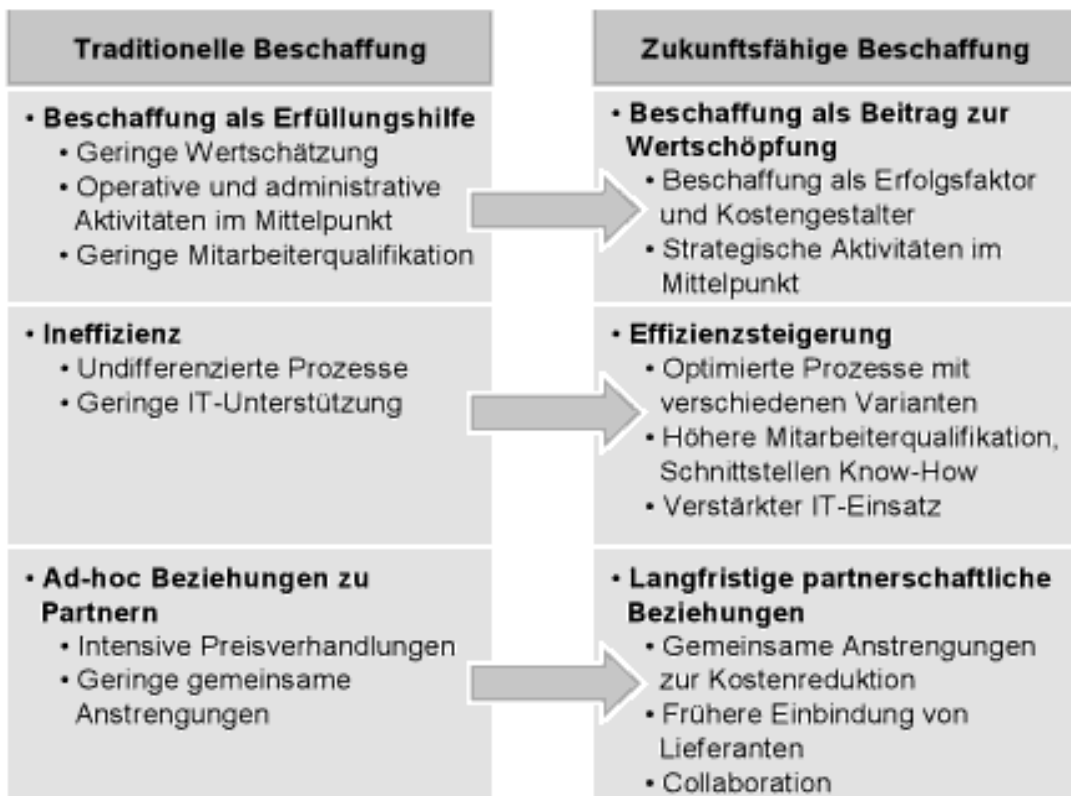 Traditionelle Beschaffung
• Beschaffung als Erfüllungshilfe
• Geringe Wertschätzung
• Operative und administrative
Aktivitäten im Mittelpunkt
• Geringe Mitarbeiterqualifikation
• Ineffizienz
• Undifferenzierte Prozesse
• Geringe IT-Unterstützung
• Ad-hoc Beziehungen zu
Partnern
• Intensive Preisverhandlungen
• Geringe gemeinsame
Anstrengungen
Zukunftsfähige Beschaffung
• Beschaffung als Beitrag zur
Wertschöpfung
• Beschaffung als Erfolgsfaktor
und Kostengestalter
• Strategische Aktivitäten im
Mittelpunkt
• Effizienzsteigerung
• Optimierte Prozesse mit
verschiedenen Varianten
• Höhere Mitarbeiterqualifikation,
Schnittstellen Know-How
• Verstärkter IT-Einsatz
• Langfristige partnerschaftliche
Beziehungen
• Gemeinsame Anstrengungen
zur Kostenreduktion
• Frühere Einbindung von
Lieferanten
• Collaboration